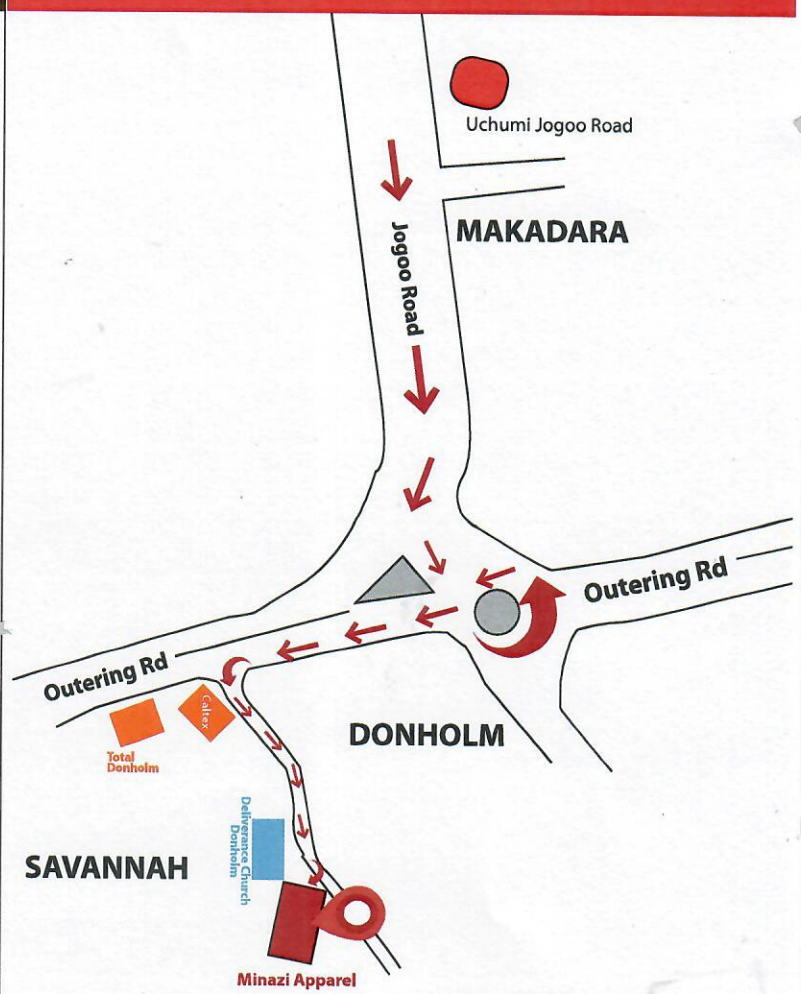 Uchumi Jogoo Road
MAKADARA
Jogoo Road
Outering Rd
Outering Rd
Caltex
Total
Donholm
DONHOLM
Deliverance Church
Donholm
SAVANNAH
Minazi Apparel